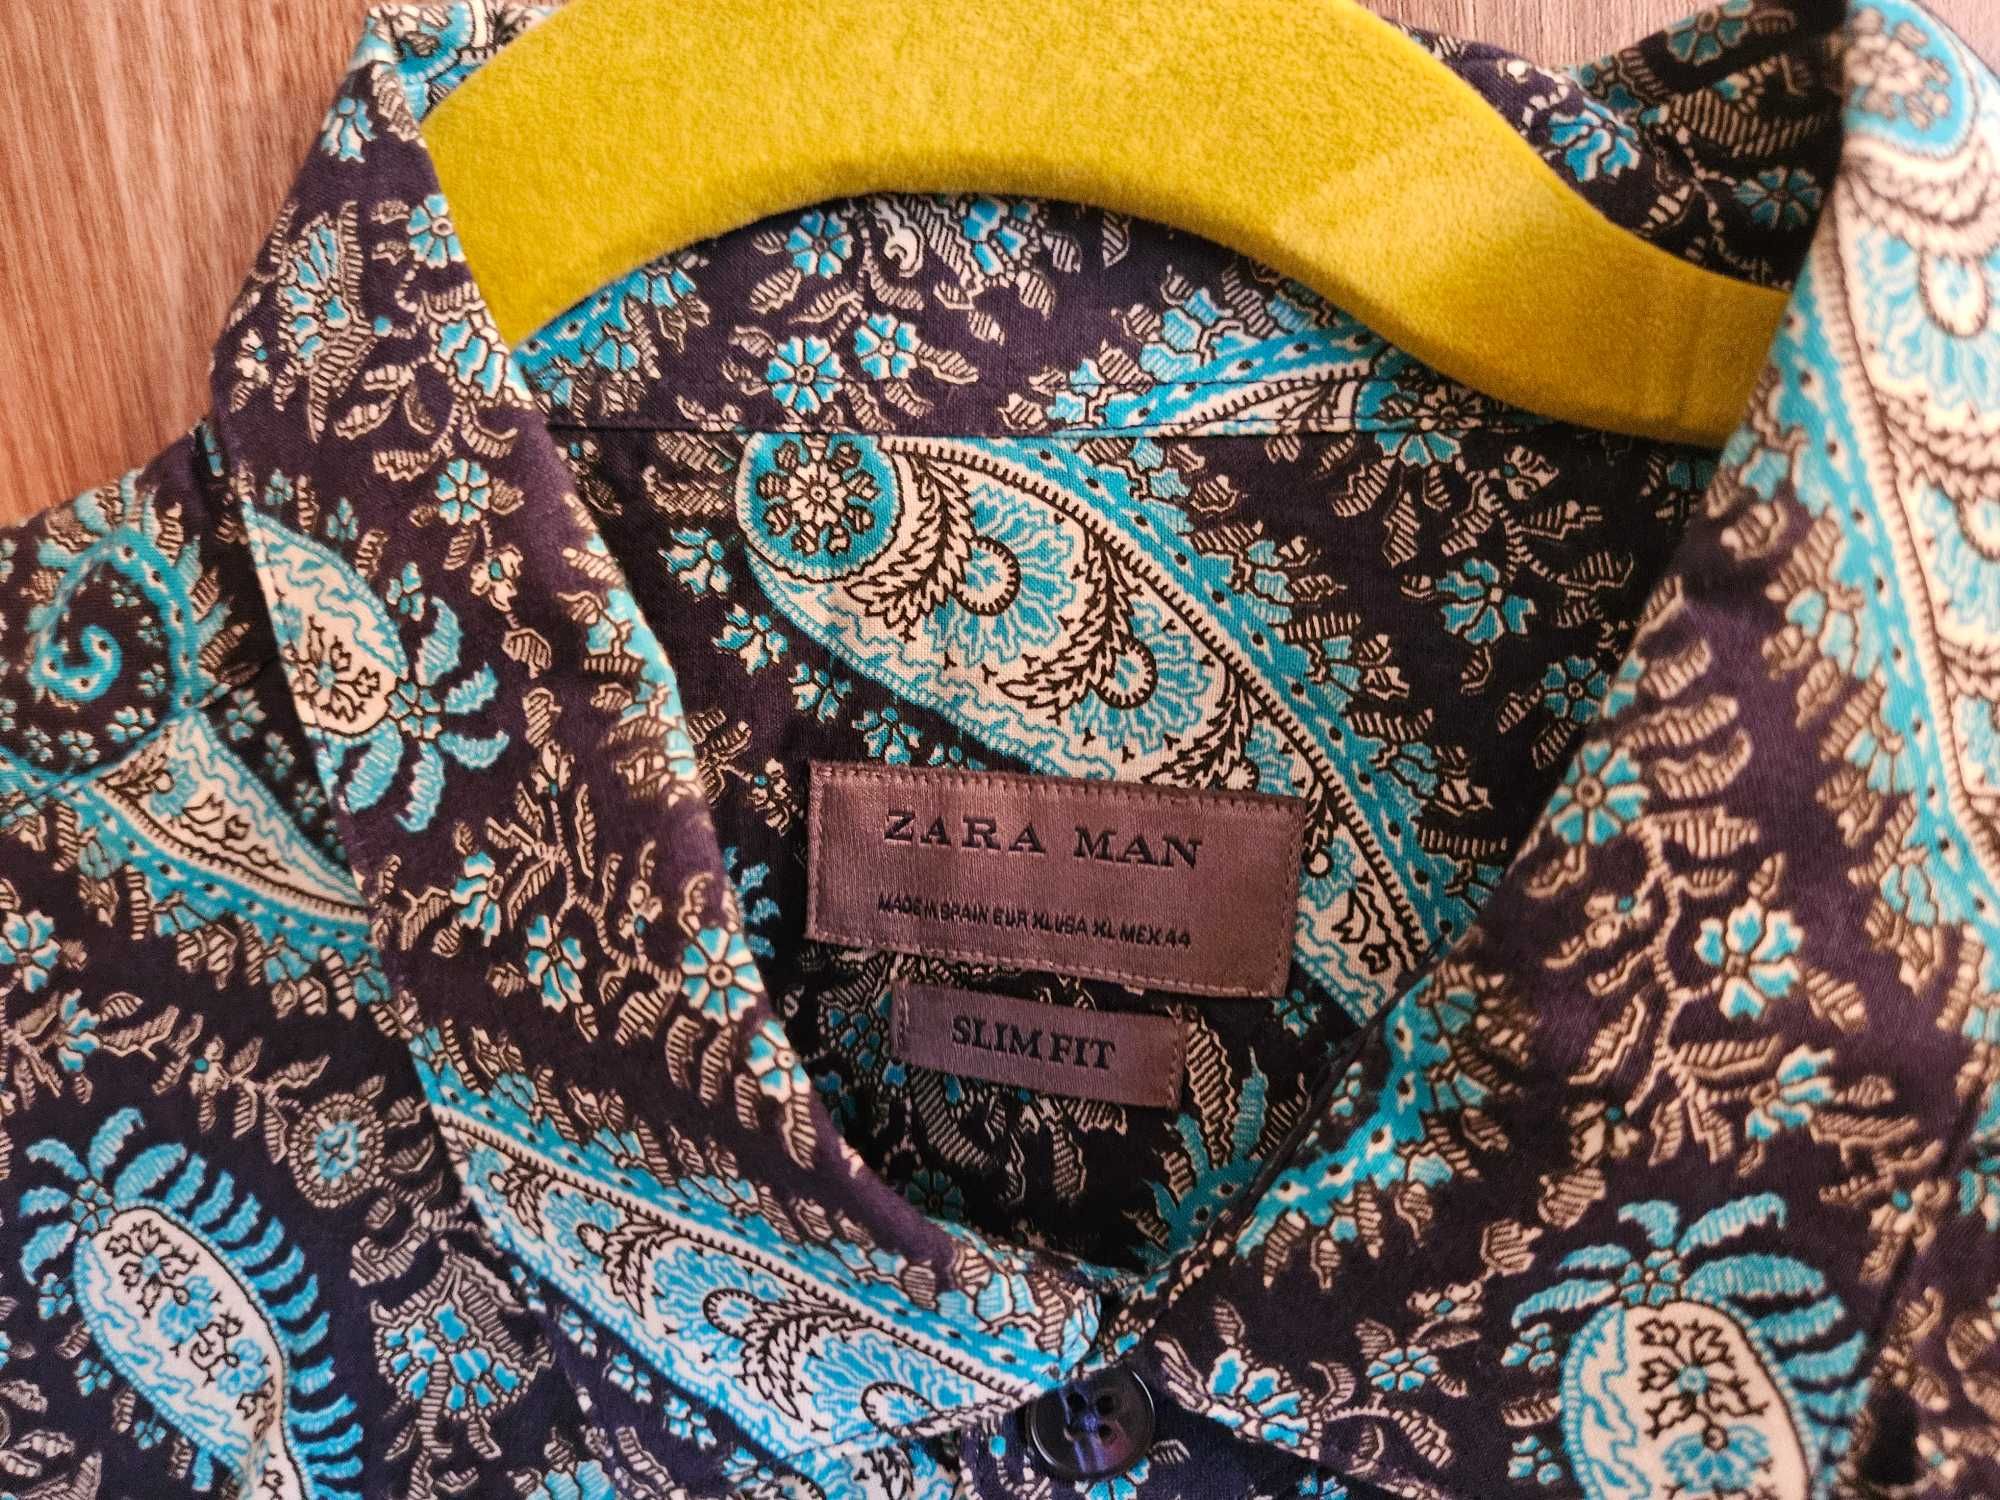 ZARA MAN
MADE IN SPAIN EUR XL USA XL MEX 44
SLIM FIT